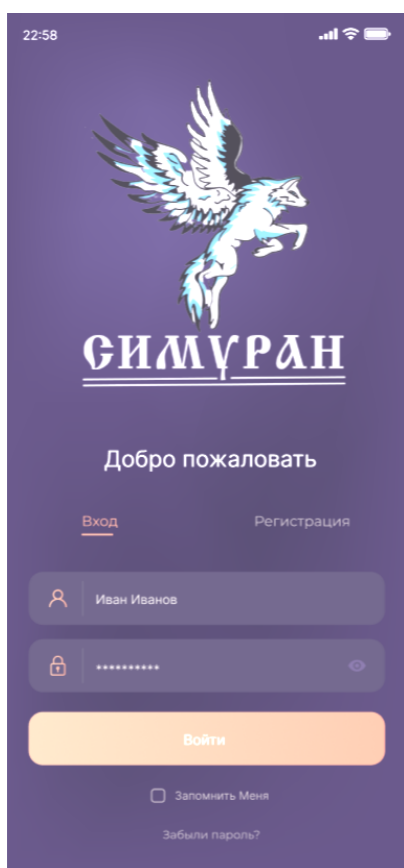 22:58
СИМУРАН
Добро пожаловать
Вход Регистрация
Иван Иванов
**********
Войти
Запомнить Меня
Забыли пароль?